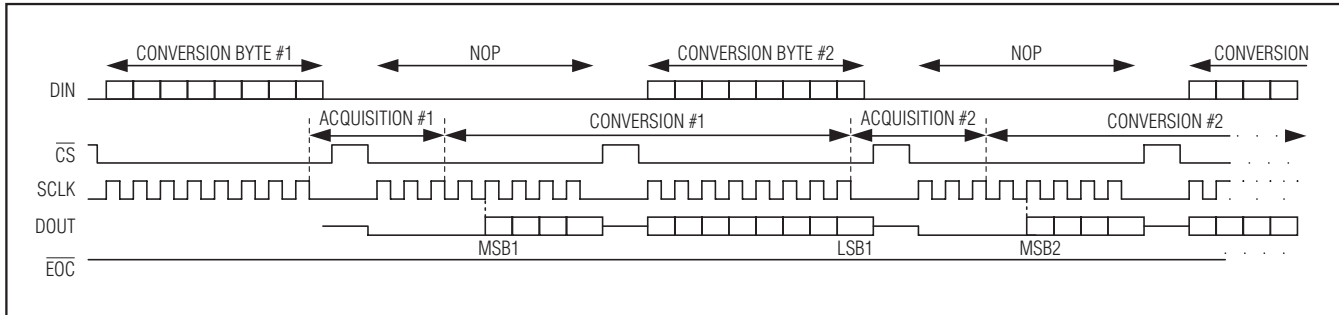 CONVERSION BYTE #1 NOP CONVERSION BYTE #2 NOP CONVERSION
DIN
ACQUISITION #1 CONVERSION #1 ACQUISITION #2 CONVERSION #2
CS
SCLK
DOUT
MSB1 LSB1 MSB2
EOC